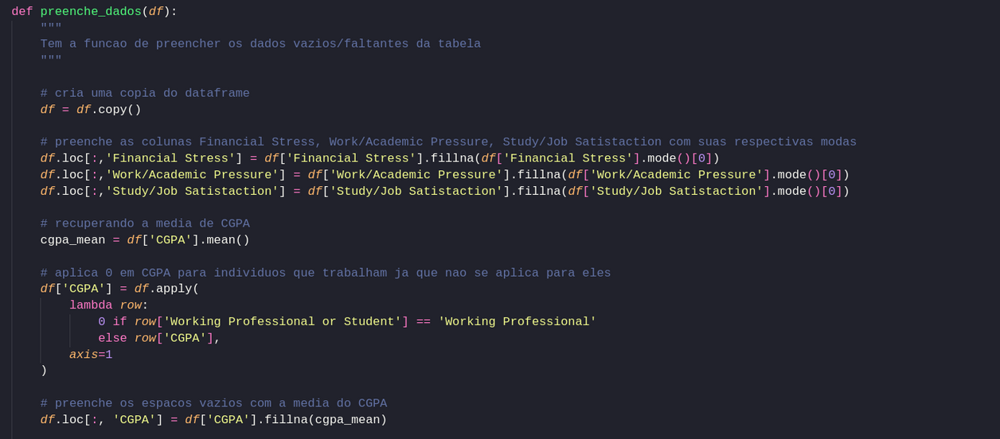 def preenche_dados(df):
    """
    Tem a funcao de preencher os dados vazios/faltantes da tabela
    """

    # cria uma copia do dataframe
    df = df.copy()

    # preenche as colunas Financial Stress, Work/Academic Pressure, Study/Job Satistaction com suas respectivas modas
    df.loc[:,'Financial Stress'] = df['Financial Stress'].fillna(df['Financial Stress'].mode()[0])
    df.loc[:,'Work/Academic Pressure'] = df['Work/Academic Pressure'].fillna(df['Work/Academic Pressure'].mode()[0])
    df.loc[:,'Study/Job Satistaction'] = df['Study/Job Satistaction'].fillna(df['Study/Job Satistaction'].mode()[0])

    # recuperando a media de CGPA
    cgpa_mean = df['CGPA'].mean()

    # aplica 0 em CGPA para individuos que trabalham ja que nao se aplica para eles
    df['CGPA'] = df.apply(
        lambda row:
            0 if row['Working Professional or Student'] == 'Working Professional'
            else row['CGPA'],
        axis=1
    )

    # preenche os espacos vazios com a media do CGPA
    df.loc[:, 'CGPA'] = df['CGPA'].fillna(cgpa_mean)